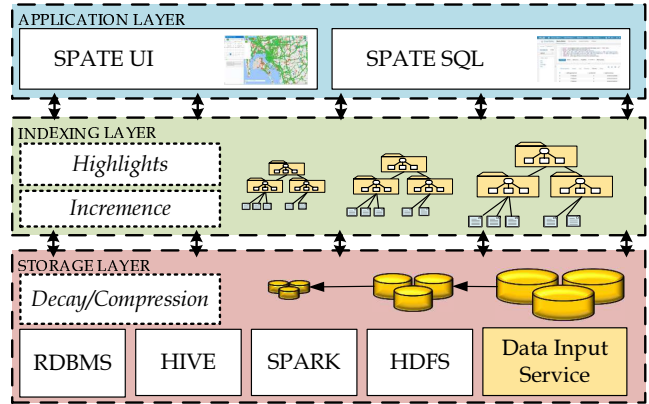 APPLICATION LAYER
SPATE UI
SPATE SQL
INDEXING LAYER
Highlights
Incremence
STORAGE LAYER
Decay/Compression
RDBMS
HIVE
SPARK
HDFS
Data Input
Service